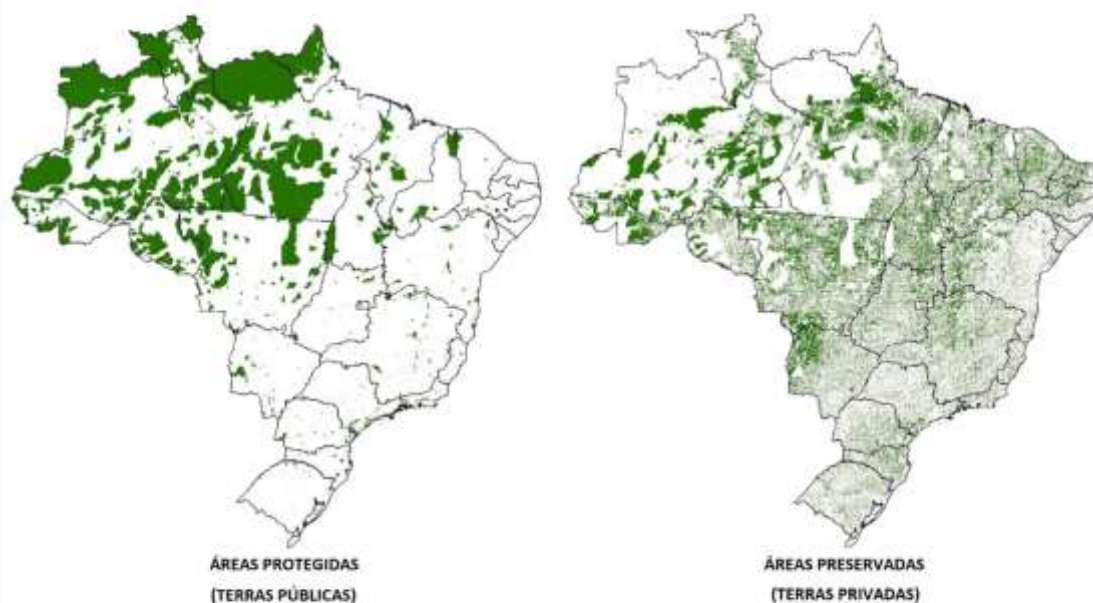 ÁREAS PROTEGIDAS
(TERRAS PÚBLICAS)
ÁREAS PRESERVADAS
(TERRAS PRIVADAS)